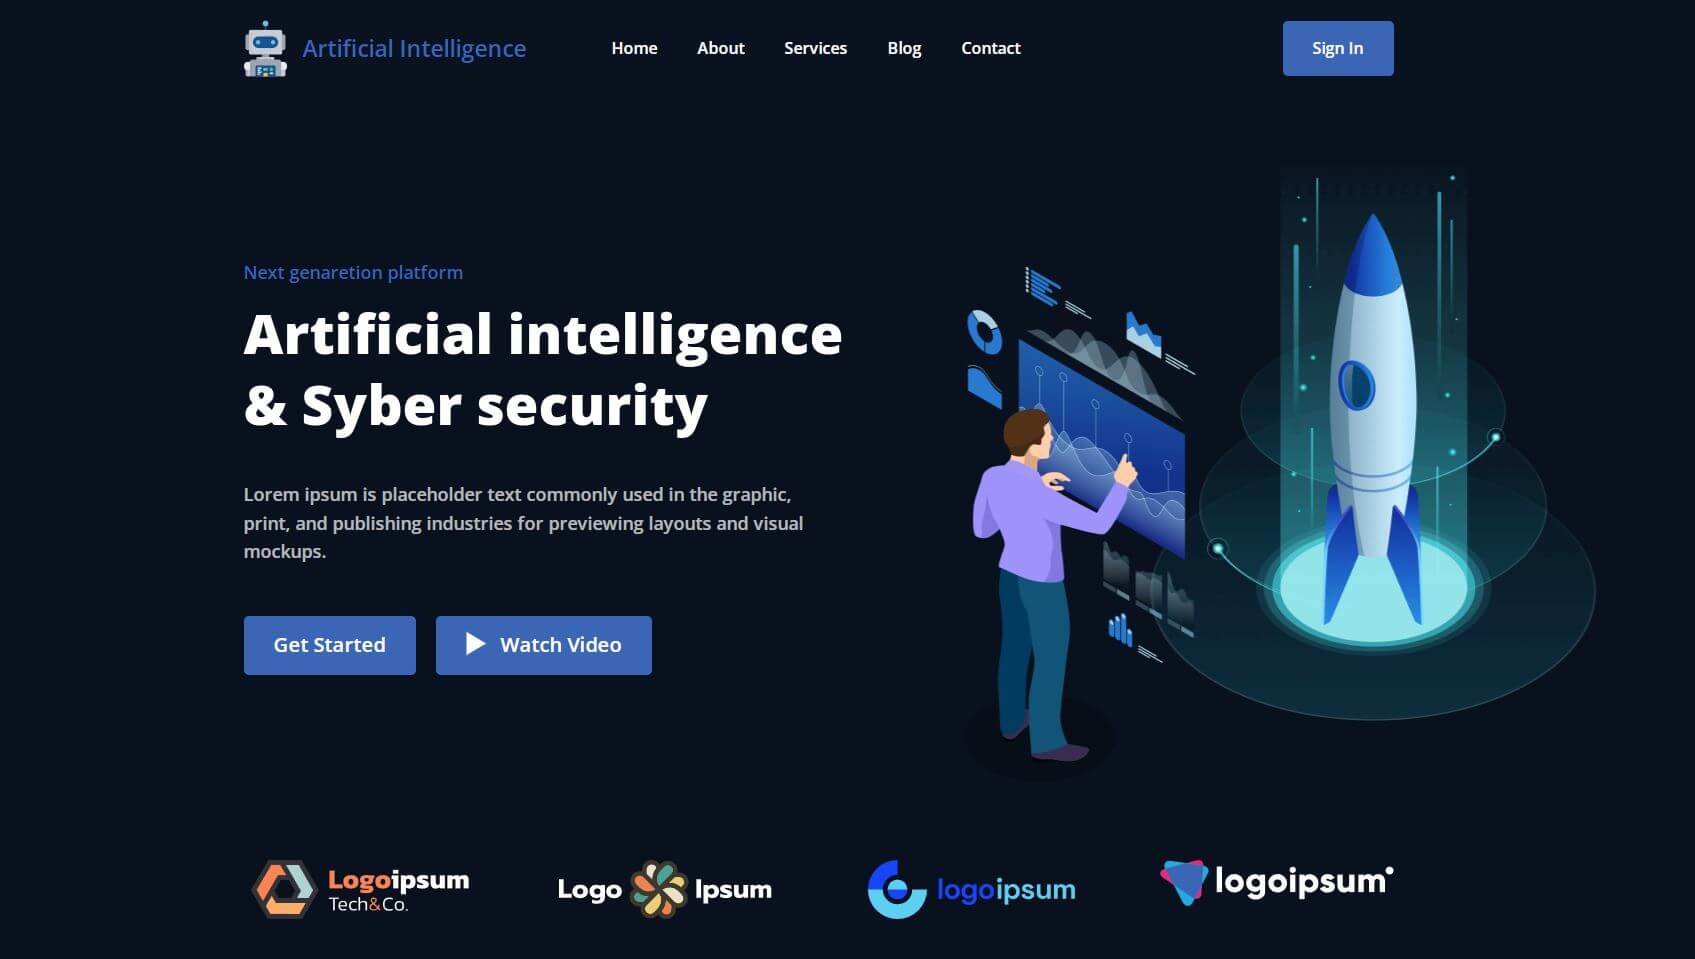 Artificial Intelligence
Home About Services Blog Contact
Sign In
Next genaretion platform
Artificial intelligence
& Syber security
Lorem ipsum is placeholder text commonly used in the graphic,
print, and publishing industries for previewing layouts and visual
mockups.
Get Started
Watch Video
Logoipsum
Tech&Co.
Logo Ipsum
logoipsum
logoipsum